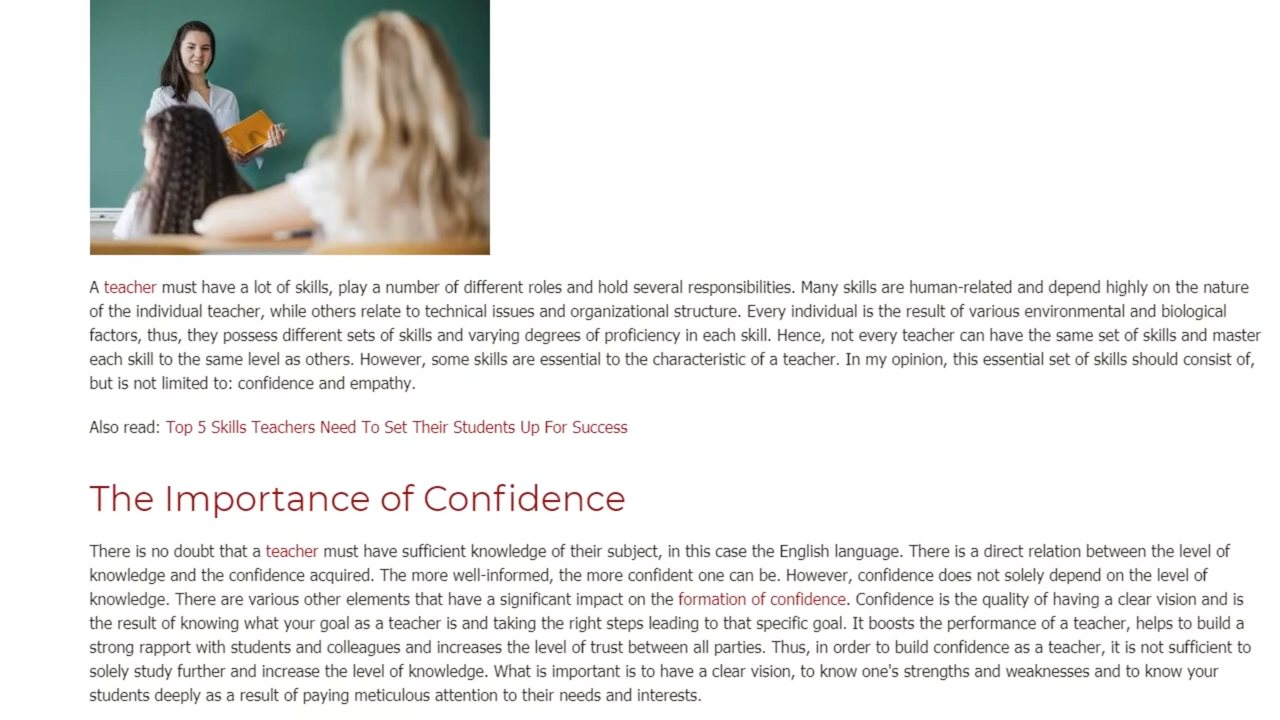 A teacher must have a lot of skills, play a number of different roles and hold several responsibilities. Many skills are human-related and depend highly on the nature
of the individual teacher, while others relate to technical issues and organizational structure. Every individual is the result of various environmental and biological
factors, thus, they possess different sets of skills and varying degrees of proficiency in each skill. Hence, not every teacher can have the same set of skills and master
each skill to the same level as others. However, some skills are essential to the characteristic of a teacher. In my opinion, this essential set of skills should consist of,
but is not limited to: confidence and empathy.
Also read: Top 5 Skills Teachers Need To Set Their Students Up For Success
The Importance of Confidence
There is no doubt that a teacher must have sufficient knowledge of their subject, in this case the English language. There is a direct relation between the level of
knowledge and the confidence acquired. The more well-informed, the more confident one can be. However, confidence does not solely depend on the level of
knowledge. There are various other elements that have a significant impact on the formation of confidence. Confidence is the quality of having a clear vision and is
the result of knowing what your goal as a teacher is and taking the right steps leading to that specific goal. It boosts the performance of a teacher, helps to build a
strong rapport with students and colleagues and increases the level of trust between all parties. Thus, in order to build confidence as a teacher, it is not sufficient to
solely study further and increase the level of knowledge. What is important is to have a clear vision, to know one's strengths and weaknesses and to know your
students deeply as a result of paying meticulous attention to their needs and interests.